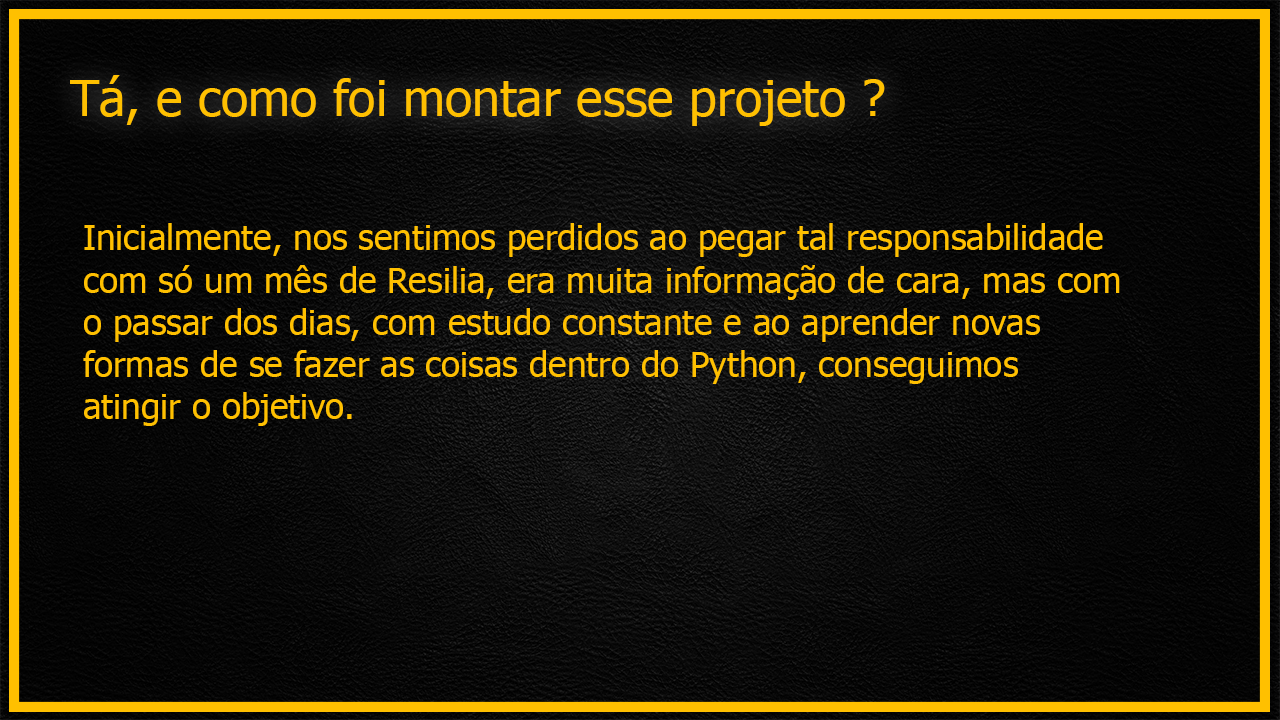 Tá, e como foi montar esse projeto ?
Inicialmente, nos sentimos perdidos ao pegar tal responsabilidade
com só um mês de Resilia, era muita informação de cara, mas com
o passar dos dias, com estudo constante e ao aprender novas
formas de se fazer as coisas dentro do Python, conseguimos
atingir o objetivo.